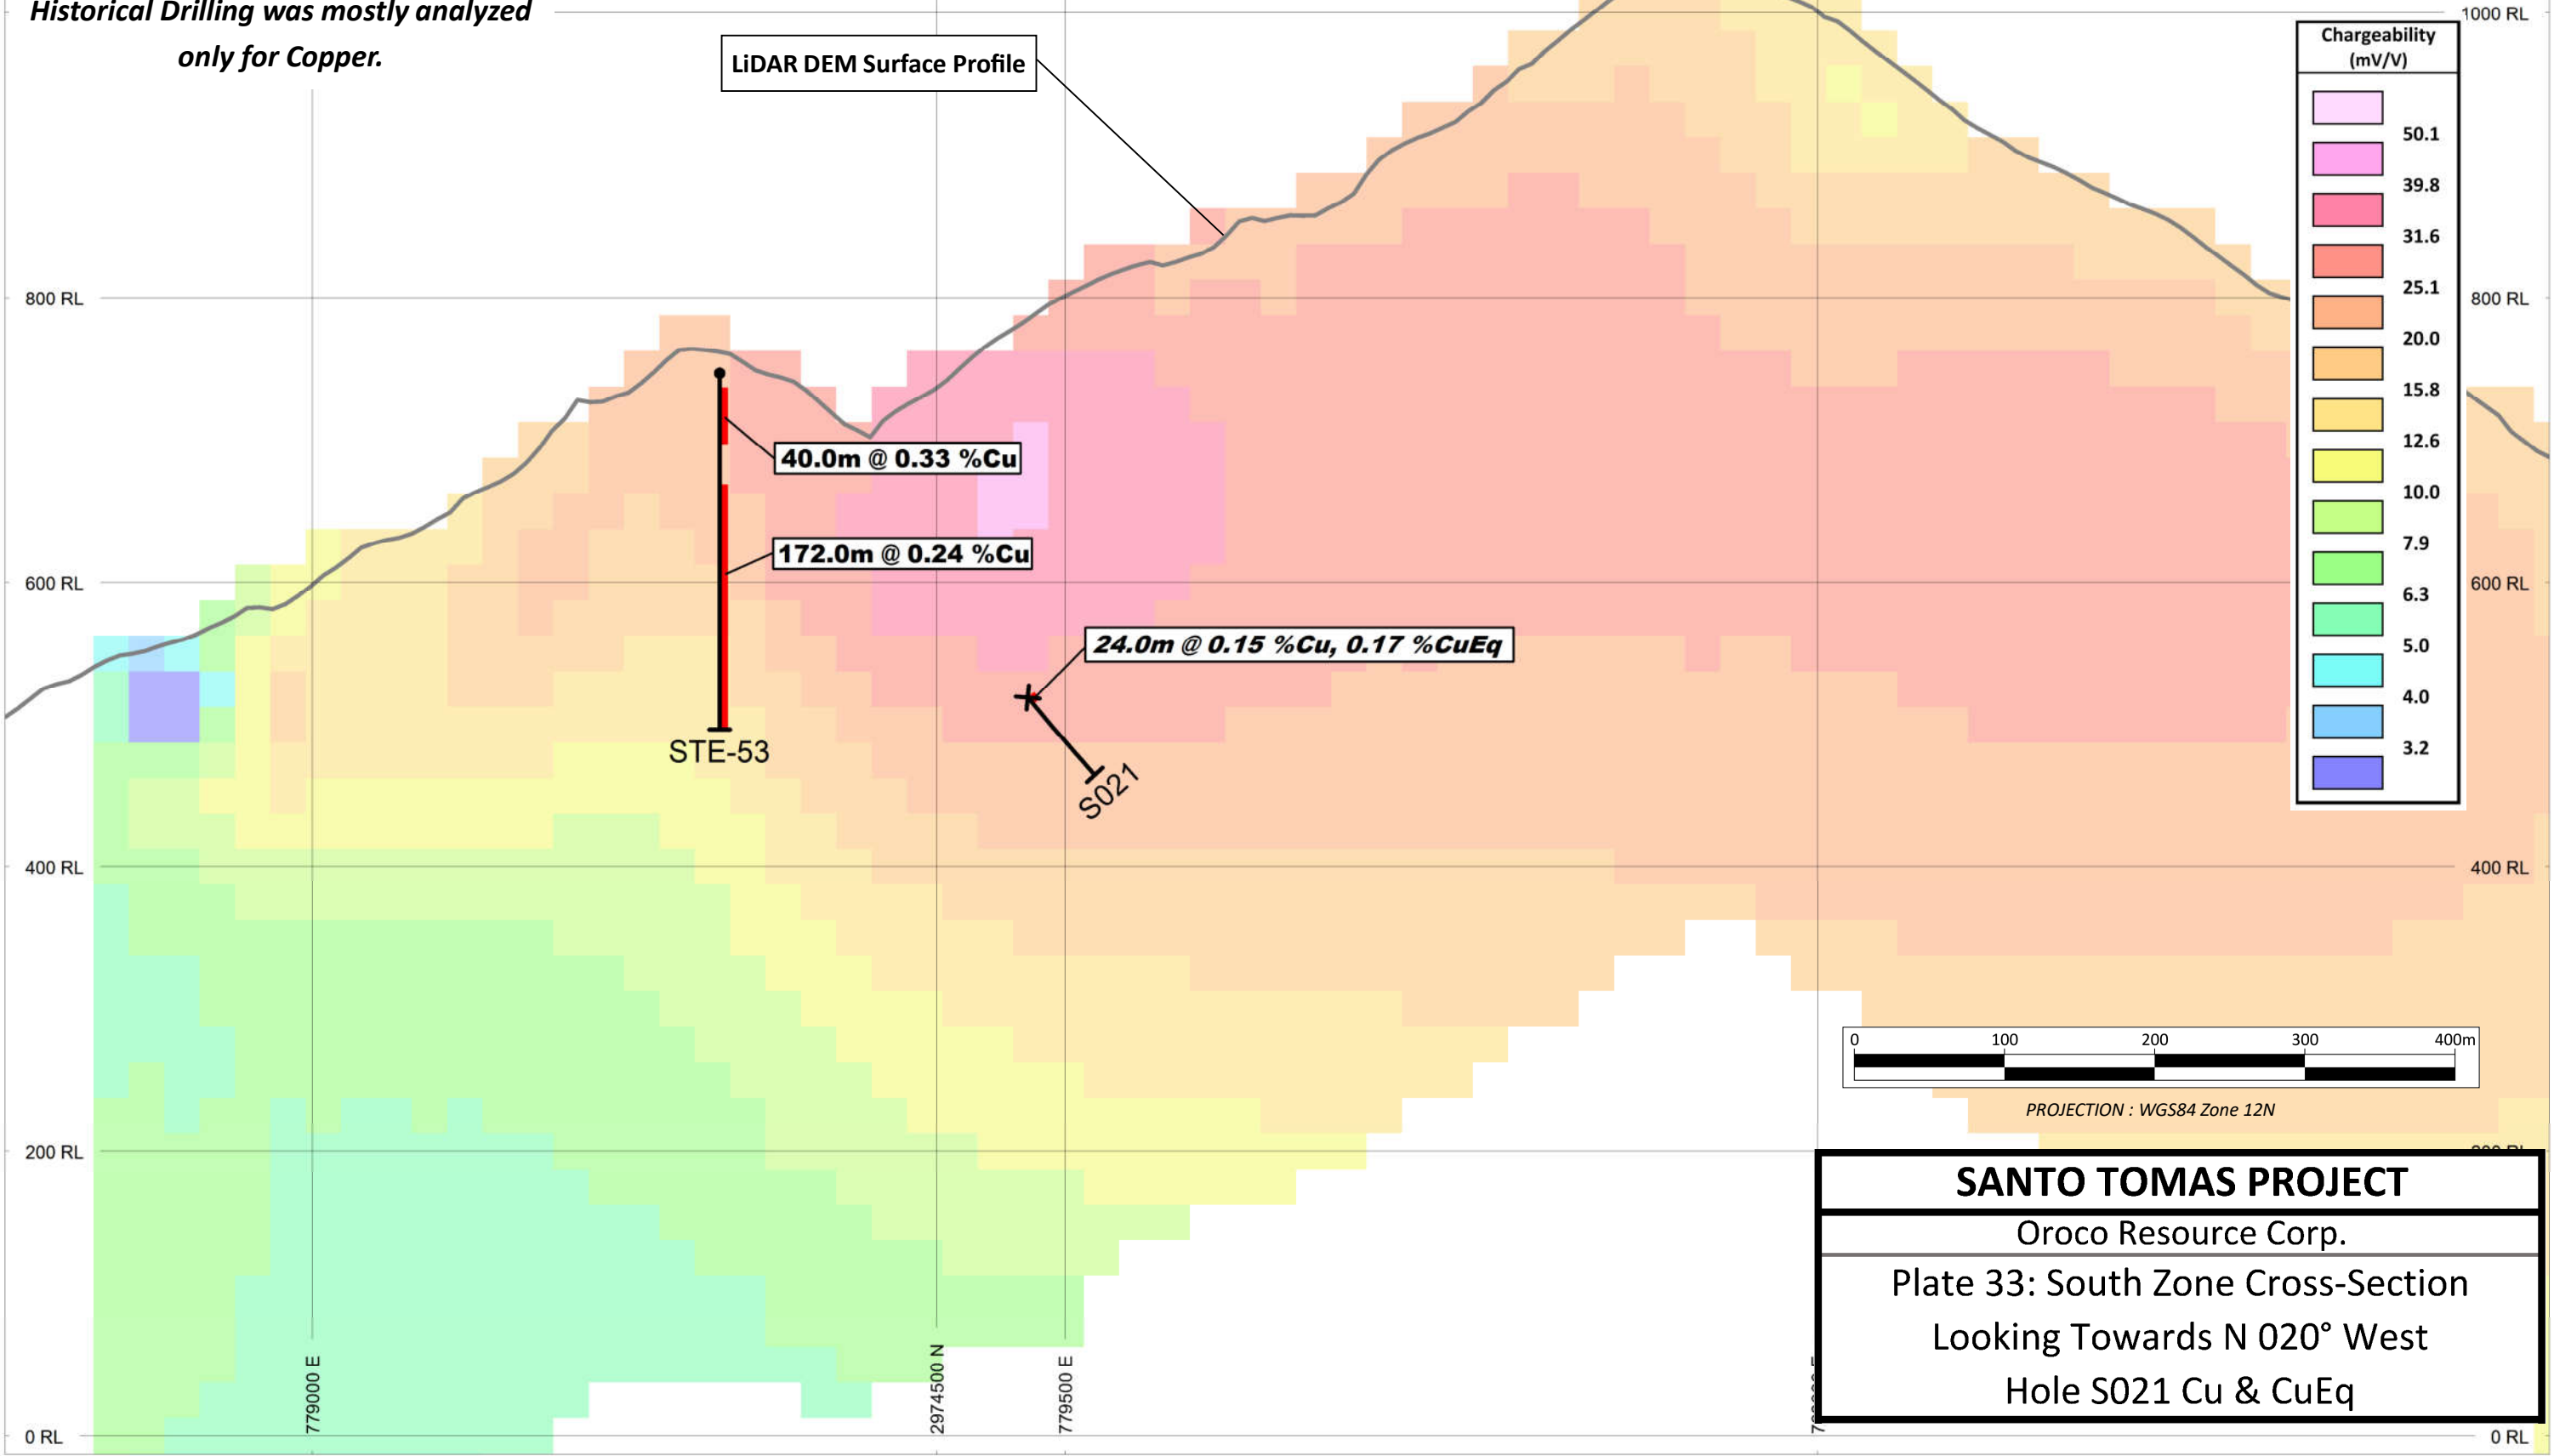 Historical Drilling was mostly analyzed
only for Copper.
LiDAR DEM Surface Profile
1000 RL
Chargeability
(mV/V)
50.1
39.8
31.6
25.1
20.0
15.8
12.6
10.0
7.9
6.3
5.0
4.0
3.2
800 RL
800 RL
40.0m @ 0.33 %Cu
172.0m @ 0.24 %Cu
600 RL
600 RL
24.0m @ 0.15 %Cu, 0.17 %CuEq
STE-53
S021
400 RL
400 RL
0 100 200 300 400m
PROJECTION : WGS84 Zone 12N
200 RL
SANTO TOMAS PROJECT
Oroco Resource Corp.
Plate 33: South Zone Cross-Section
Looking Towards N 020° West
Hole S021 Cu & CuEq
779000 E
2974500 N
779500 E
0 RL
0 RL